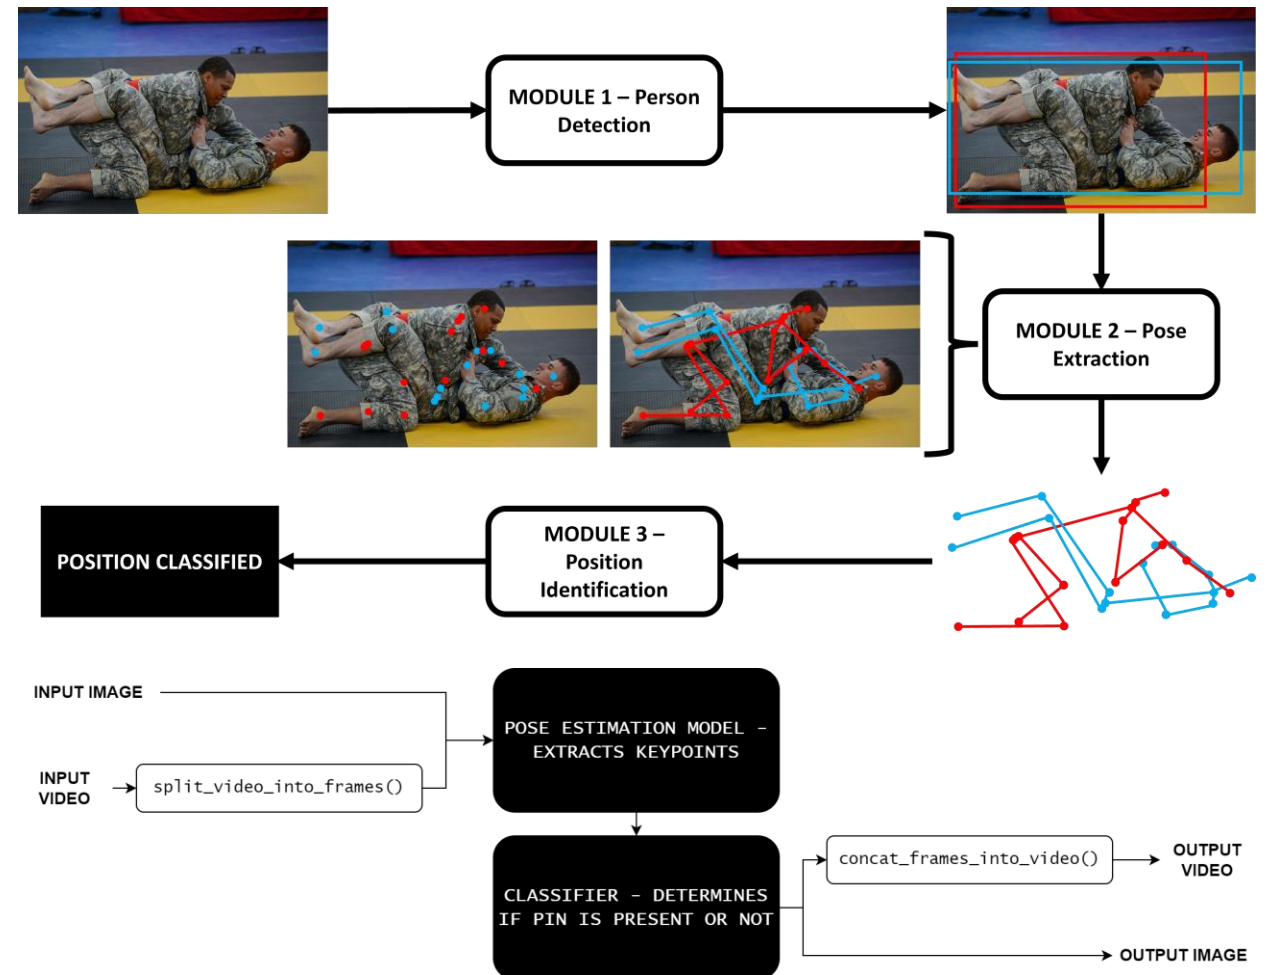 MODULE 1 – Person
Detection
MODULE 2 – Pose
Extraction
MODULE 3 –
Position
Identification
POSITION CLASSIFIED
INPUT IMAGE
INPUT
VIDEO
split_video_into_frames()
POSE ESTIMATION MODEL –
EXTRACTS KEYPOINTS
CLASSIFIER – DETERMINES
IF PIN IS PRESENT OR NOT
concat_frames_into_video()
OUTPUT
VIDEO
OUTPUT IMAGE